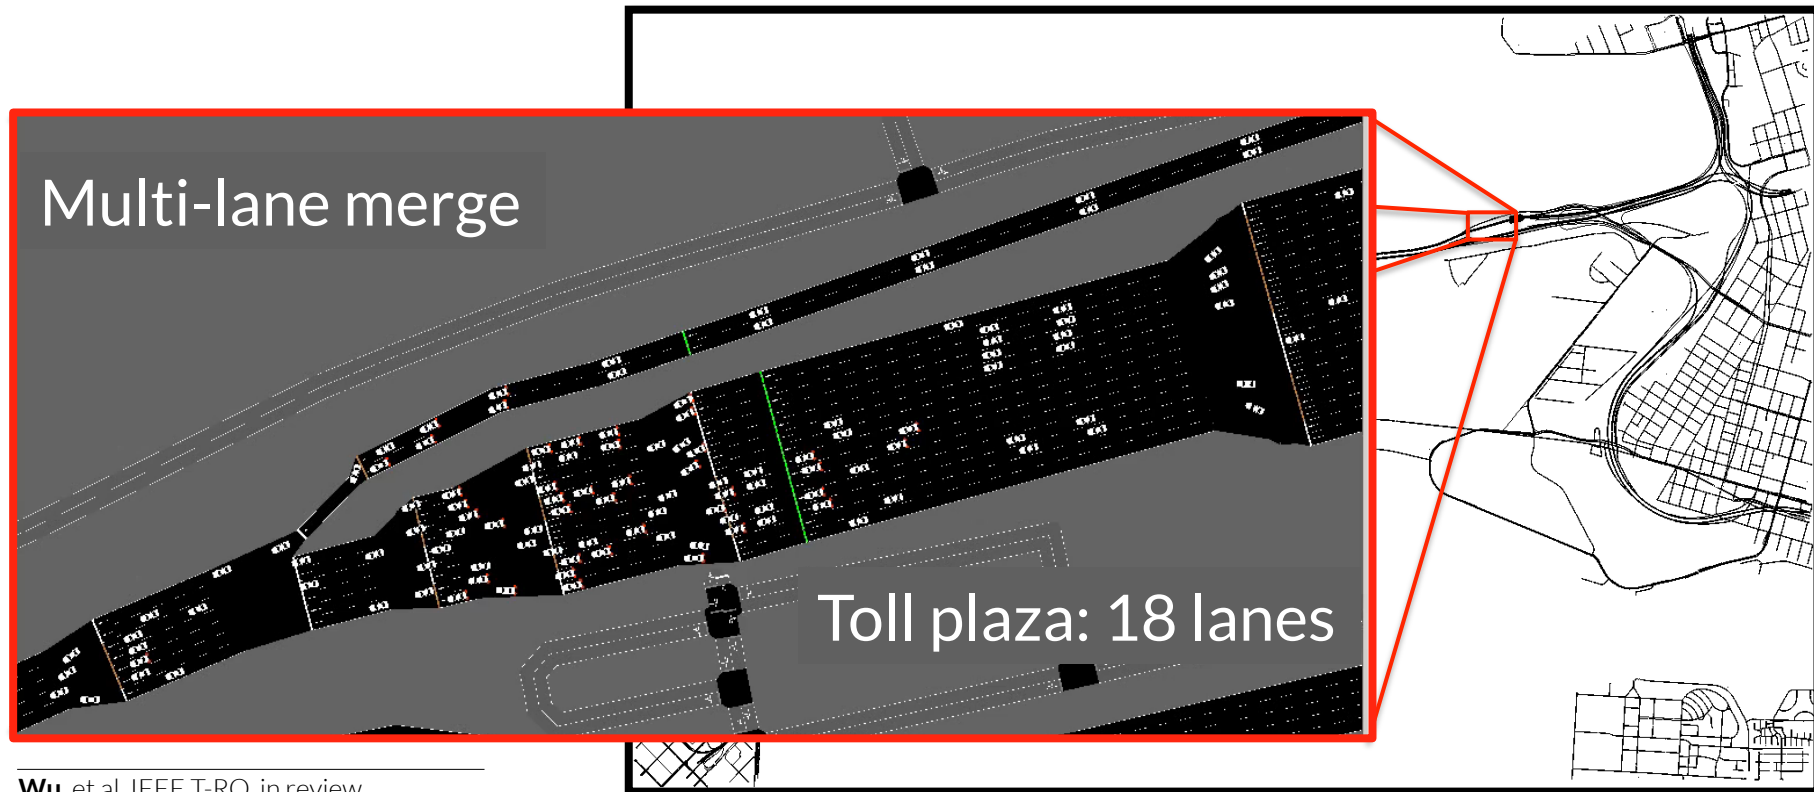 Multi-lane merge
Toll plaza: 18 lanes
Wu, et al. IEEE T-RO, in review